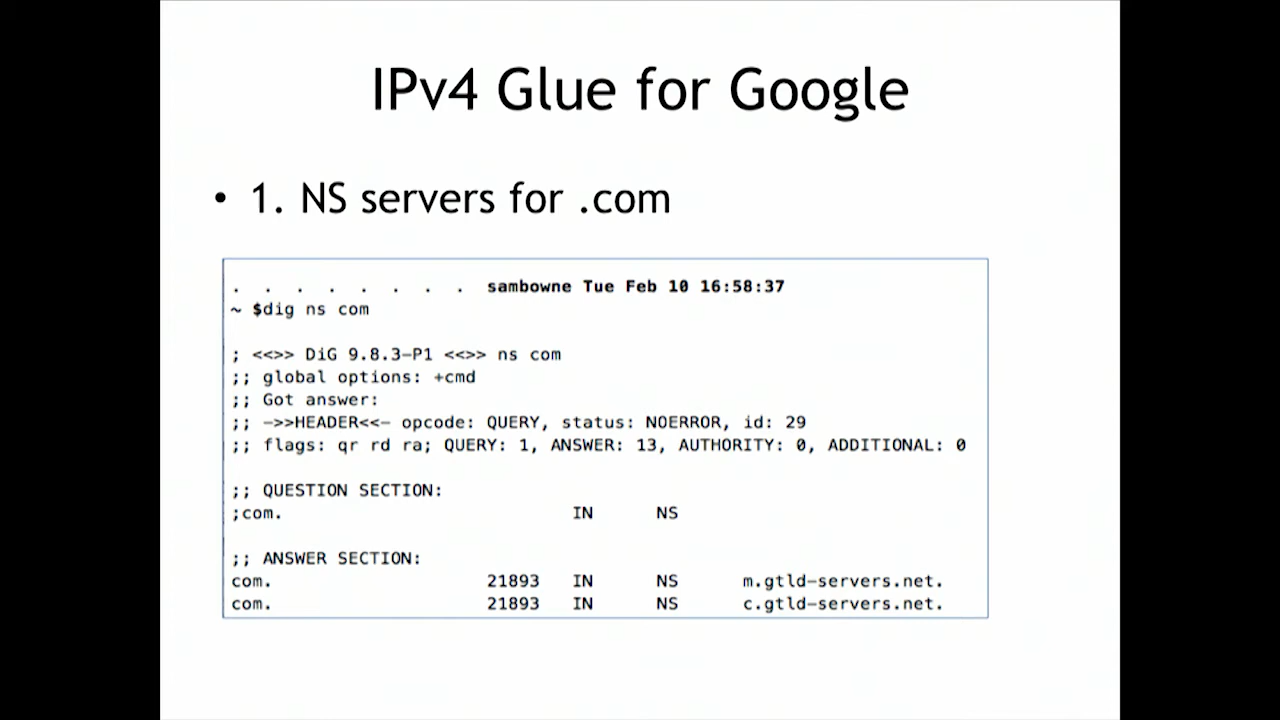 IPv4 Glue for Google
• 1. NS servers for .com
. . . . . . . . sambowne Tue Feb 10 16:58:37
~ $dig ns com
; <<>> DiG 9.8.3-P1 <<>> ns com
;; global options: +cmd
;; Got answer:
;; ->>HEADER<<- opcode: QUERY, status: NOERROR, id: 29
;; flags: qr rd ra; QUERY: 1, ANSWER: 13, AUTHORITY: 0, ADDITIONAL: 0
;; QUESTION SECTION:
;com. IN NS
;; ANSWER SECTION:
com. 21893 IN NS m.gtld-servers.net.
com. 21893 IN NS c.gtld-servers.net.